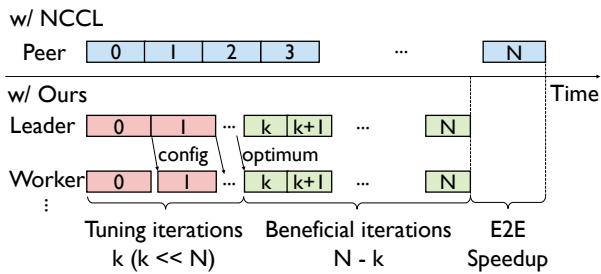 w/ NCCL
Peer 0 1 2 3 ... N
Time
w/ Ours
Leader 0 1 ... k k+1 ... N
config optimum
Worker 0 1 ... k k+1 ... N
⋮
Tuning iterations Beneficial iterations E2E
k (k << N) N - k Speedup